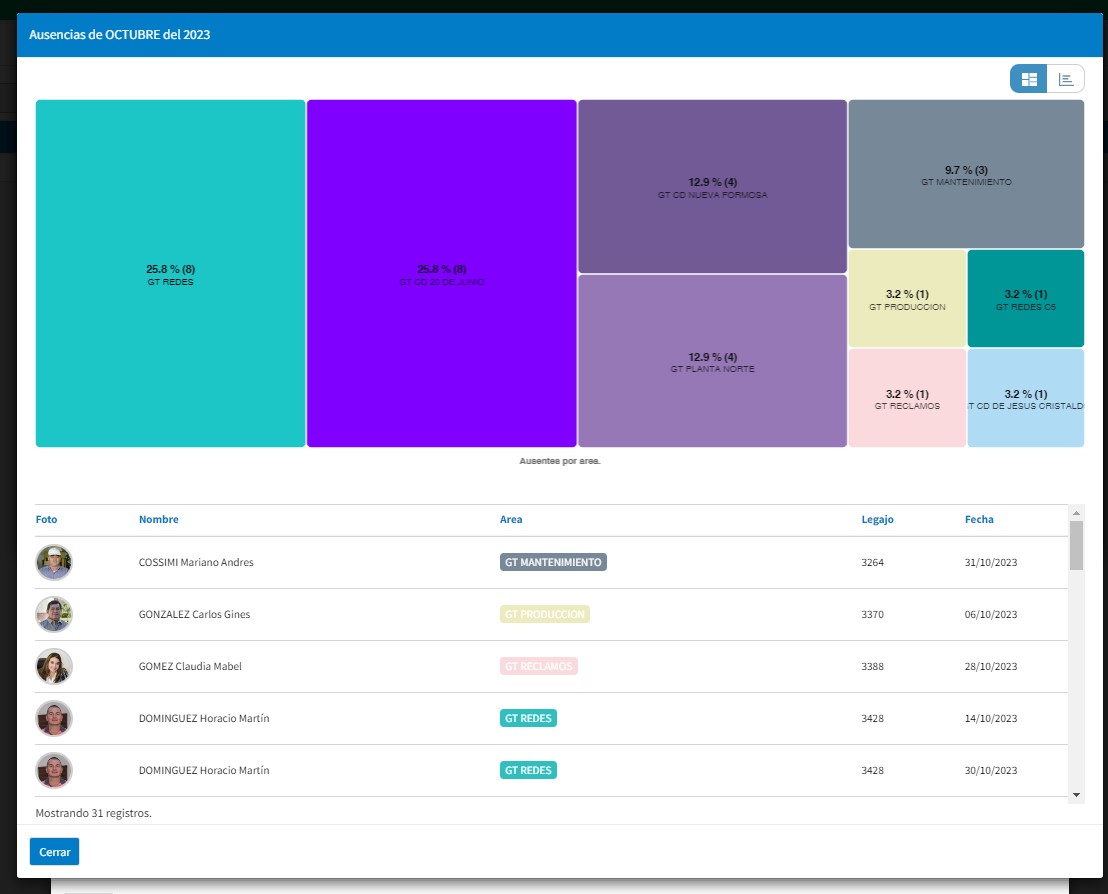 Ausencias de OCTUBRE del 2023
25.8 % (8)
GT REDES
25.8 % (8)
GT CD 20 DE JUNIO
12.9 % (4)
GT CD NUEVA FORMOSA
12.9 % (4)
GT PLANTA NORTE
9.7 % (3)
GT MANTENIMIENTO
3.2 % (1)
GT PRODUCCION
3.2 % (1)
GT REDES C5
3.2 % (1)
GT RECLAMOS
3.2 % (1)
T CD DE JESUS CRISTALD
Ausentes por area.
Foto Nombre Area Legajo Fecha
COSSIMI Mariano Andres GT MANTENIMIENTO 3264 31/10/2023
GONZALEZ Carlos Gines GT PRODUCCION 3370 06/10/2023
GOMEZ Claudia Mabel GT RECLAMOS 3388 28/10/2023
DOMINGUEZ Horacio Martín GT REDES 3428 14/10/2023
DOMINGUEZ Horacio Martín GT REDES 3428 30/10/2023
Mostrando 31 registros.
Cerrar